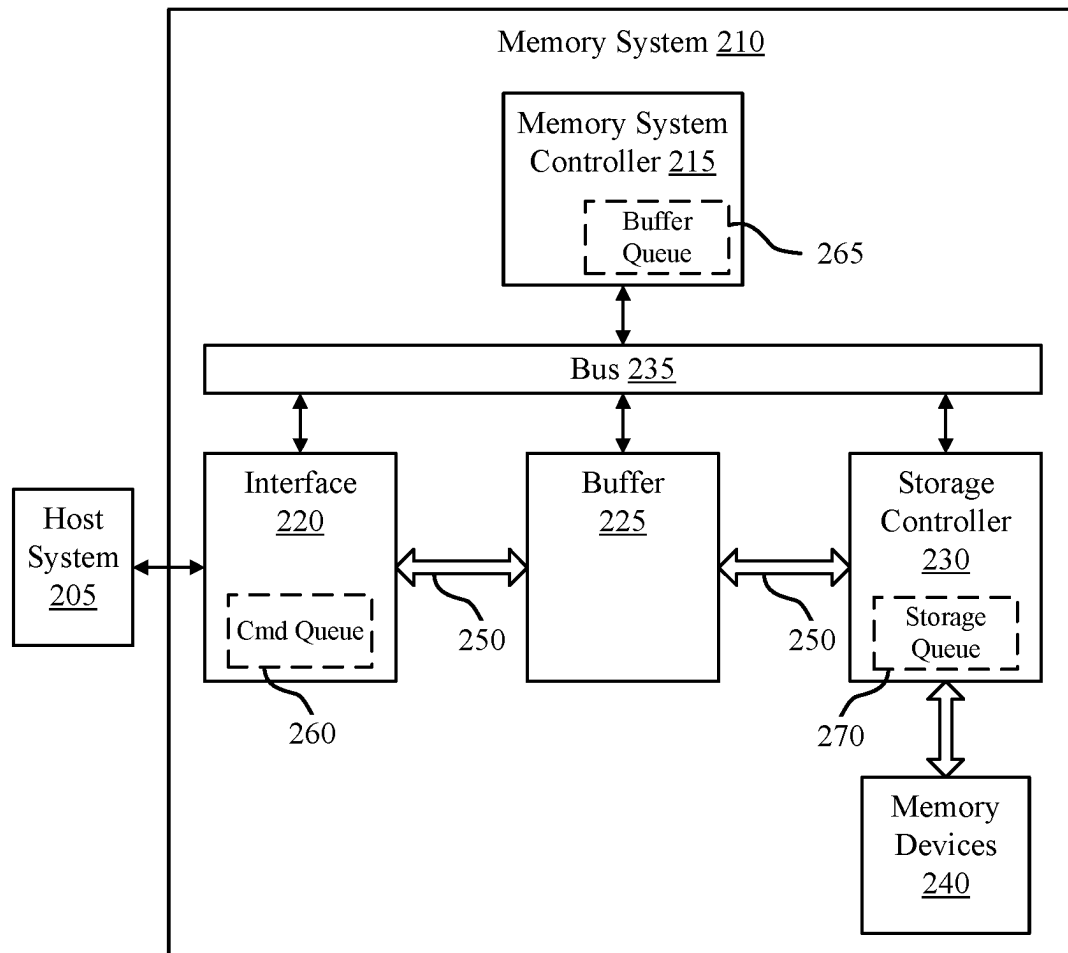 Memory System 210
Memory System
Controller 215
Buffer
Queue
265
Bus 235
Interface
220
Cmd Queue
260
Buffer
225
Storage
Controller
230
Storage
Queue
270
Host
System
205
250
250
Memory
Devices
240